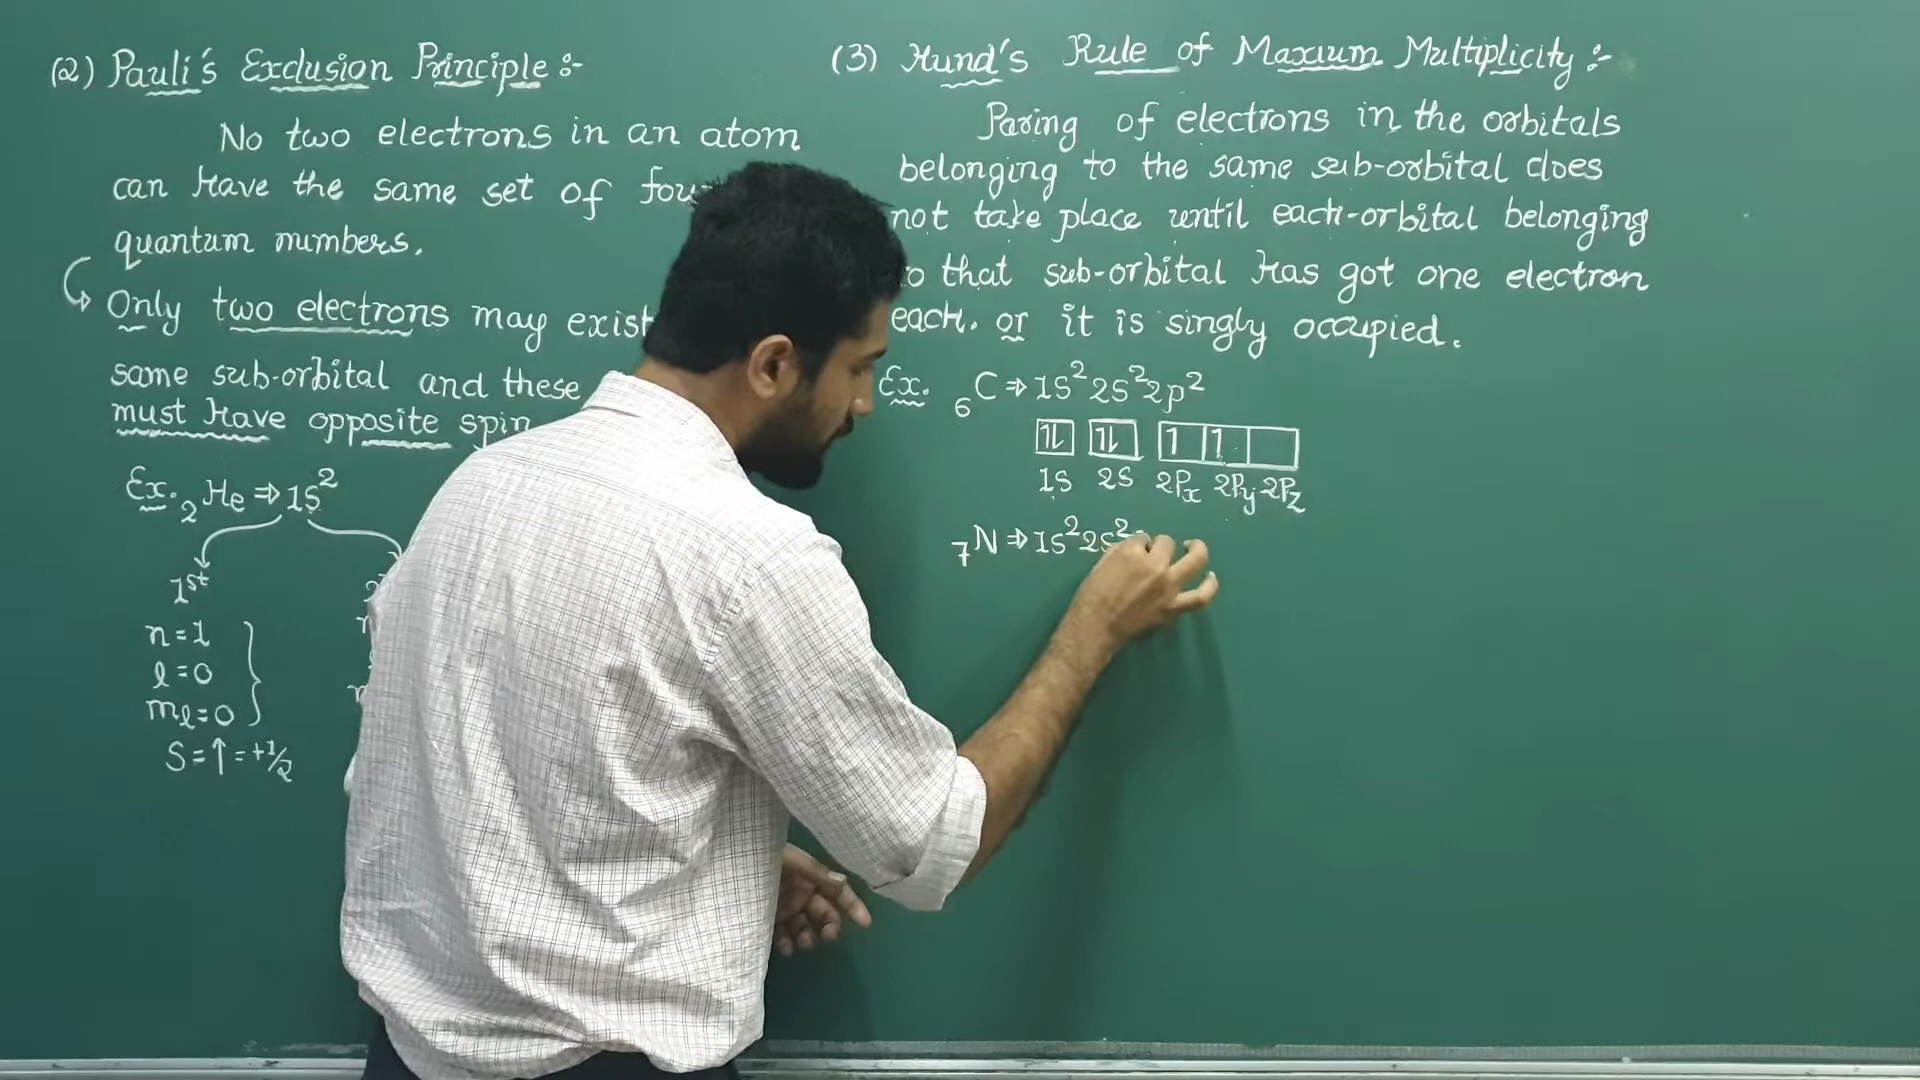 (2) Pauli's Exclusion Principle :-
No two electrons in an atom
can have the same set of
quantum numbers.
Only two electrons may exist
same sub-orbital and these
must have opposite spin
Ex. ₂He ⇒ 1s²
1st
n=1
l=0
mₗ=0
S=↑=+1/2
(3) Hund's Rule of Maxium Multiplicity :-
Paring of electrons in the orbitals
belonging to the same sub-orbital does
not take place until each-orbital belonging
that sub-orbital has got one electron
each. or it is singly occupied.
Ex. ₆C ⇒ 1s² 2s² 2p²
1↓ 1↓ 1 1
1s 2s 2Px 2Py 2Pz
₇N ⇒ 1s² 2s²